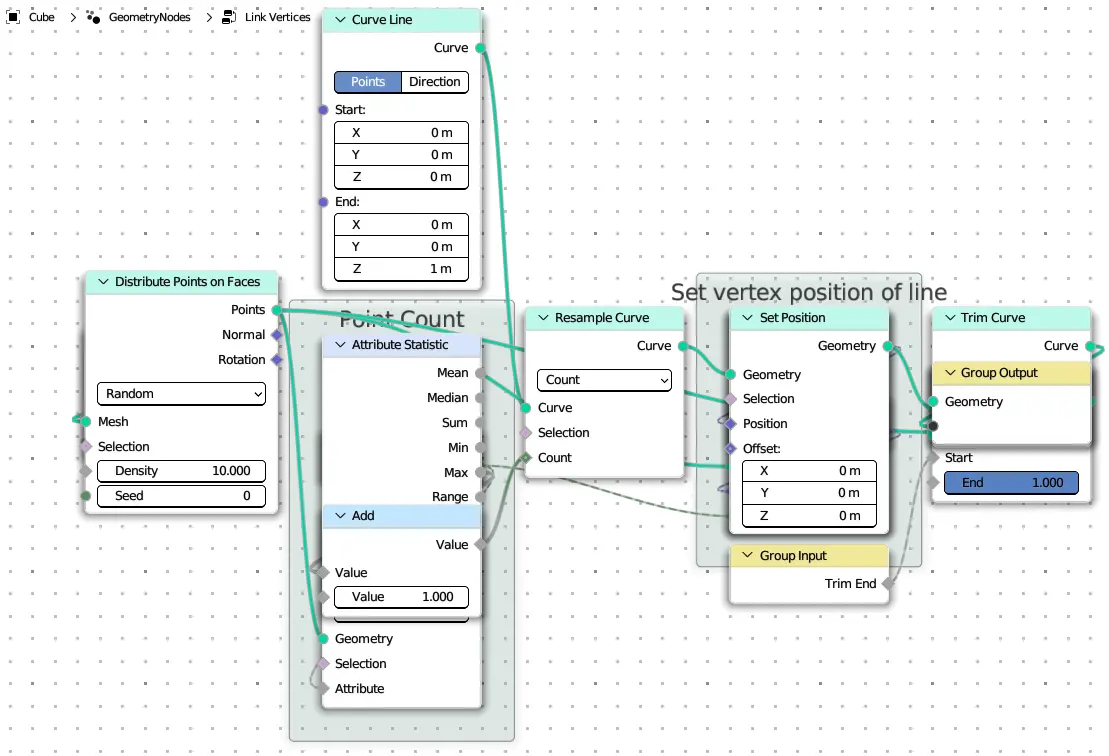 Cube > GeometryNodes > Link Vertices
Curve Line
Curve
Points Direction
Start:
X 0 m
Y 0 m
Z 0 m
End:
X 0 m
Y 0 m
Z 1 m
Distribute Points on Faces
Points
Normal
Rotation
Random
Mesh
Selection
Density 10.000
Seed 0
Point Count
Attribute Statistic
Mean
Median
Sum
Min
Max
Range
Add
Value
Value
Value 1.000
Geometry
Selection
Attribute
Resample Curve
Curve
Count
Curve
Selection
Count
Set vertex position of line
Set Position
Geometry
Geometry
Selection
Position
Offset:
X 0 m
Y 0 m
Z 0 m
Group Input
Trim End
Trim Curve
Curve
Group Output
Geometry
Start
End 1.000